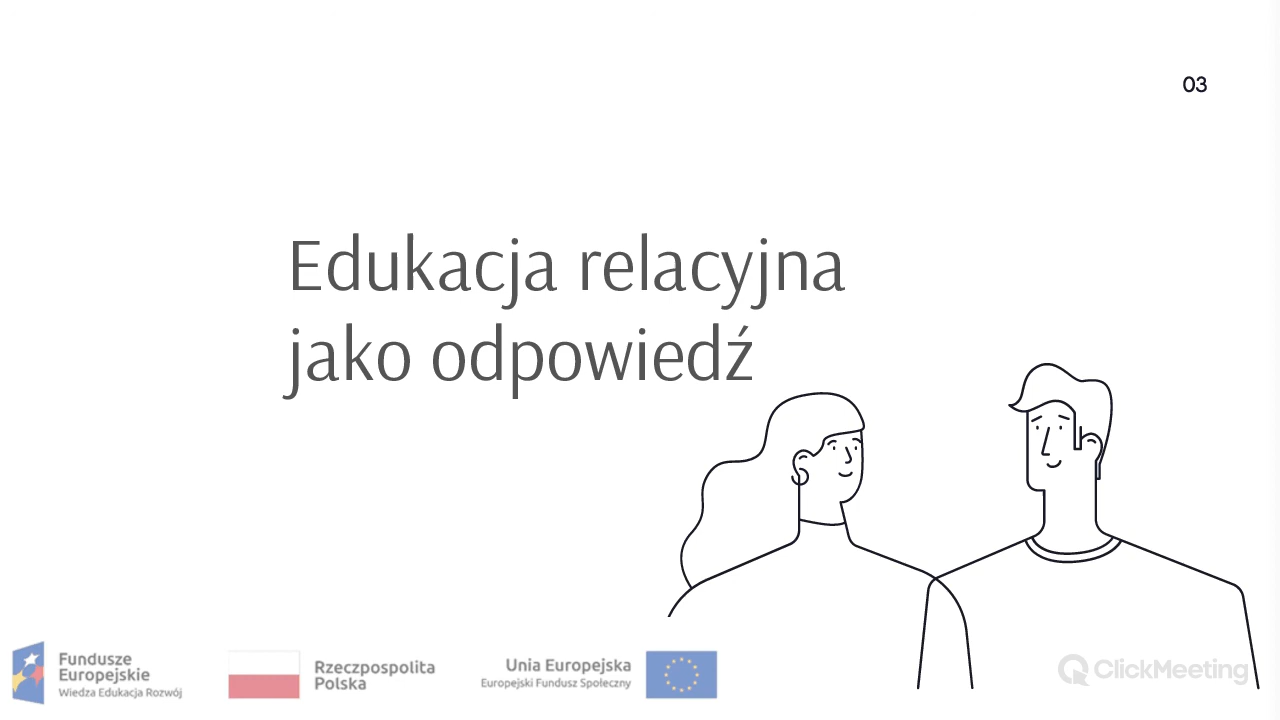 03
Edukacja relacyjna
jako odpowiedź
Fundusze
Europejskie
Wiedza Edukacja Rozwój
Rzeczpospolita
Polska
Unia Europejska
Europejski Fundusz Społeczny
ClickMeeting